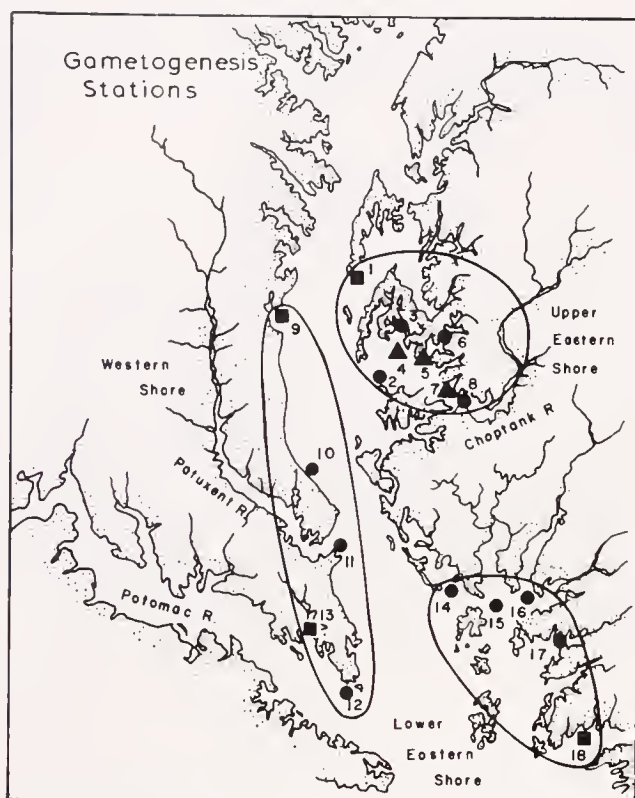 Gametogenesis
Stations
1
9
3
6
4
5
2
7
8
Upper
Eastern
Shore
Western
Shore
Choptank R
10
Patuxent R.
11
Potomac R.
13
14
15
16
17
12
Lower
Eastern
Shore
18